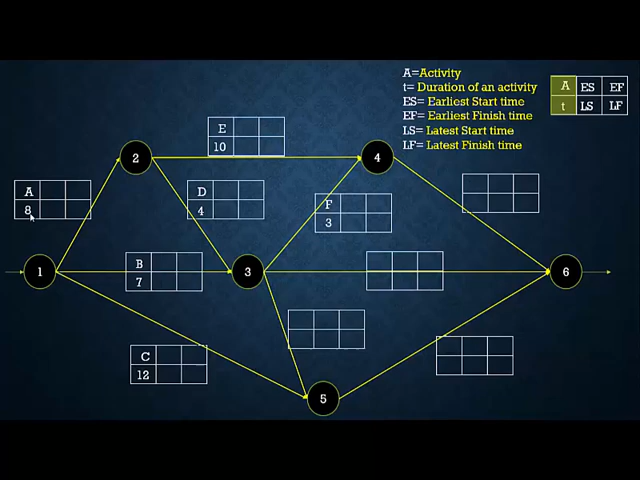 A=Activity
t= Duration of an activity
ES= Earliest Start time
EF= Earliest Finish time
LS= Latest Start time
LF= Latest Finish time
A ES EF
t LS LF
E
10
2
4
A
8
D
4
F
3
1
B
7
3
6
C
12
5